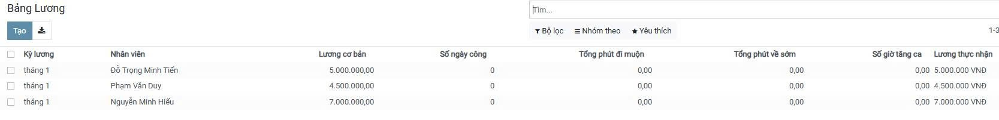 Bảng Lương
Tìm...
Tạo
Bộ lọc Nhóm theo Yêu thích 1-3
Kỳ lương Nhân viên Lương cơ bản Số ngày công Tổng phút đi muộn Tổng phút về sớm Số giờ tăng ca Lương thực nhận
tháng 1 Đỗ Trọng Minh Tiến 5.000.000,00 0 0,00 0,00 0,00 5.000.000 VNĐ
tháng 1 Phạm Văn Duy 4.500.000,00 0 0,00 0,00 0,00 4.500.000 VNĐ
tháng 1 Nguyễn Minh Hiếu 7.000.000,00 0 0,00 0,00 0,00 7.000.000 VNĐ